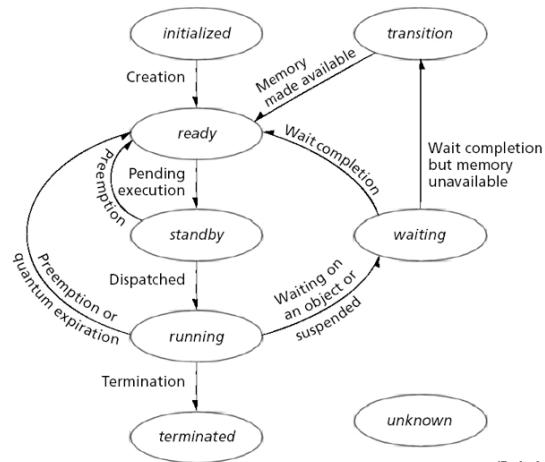 initialized
transition
Creation
Memory
made available
ready
Wait completion
Wait completion
but memory
unavailable
Pending
execution
Preemption
standby
waiting
Dispatched
Waiting on
an object or
suspended
Preemption or
quantum expiration
running
Termination
terminated
unknown